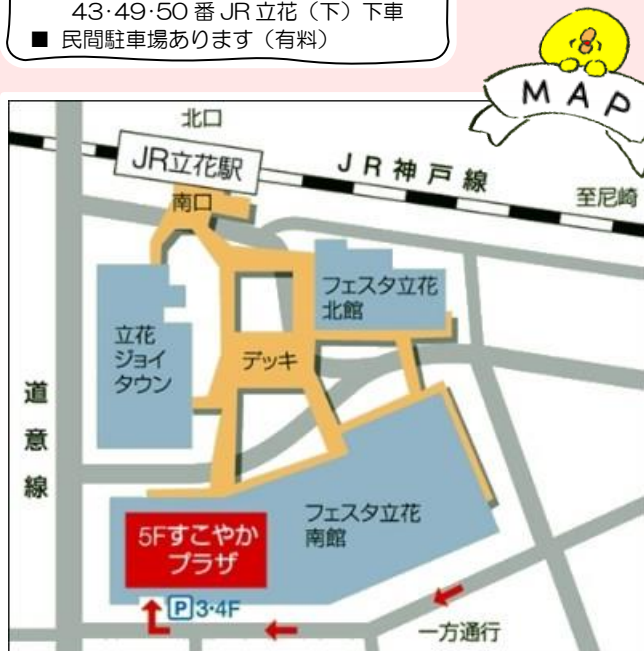 43・49・50 番 JR 立花（下）下車
■ 民間駐車場あります（有料）
MAP
北口
JR立花駅
JR神戸線
南口
至尼崎
フェスタ立花
北館
立花
ジョイ
タウン
デッキ
道意線
フェスタ立花
南館
5Fすこやか
プラザ
P3・4F
一方通行